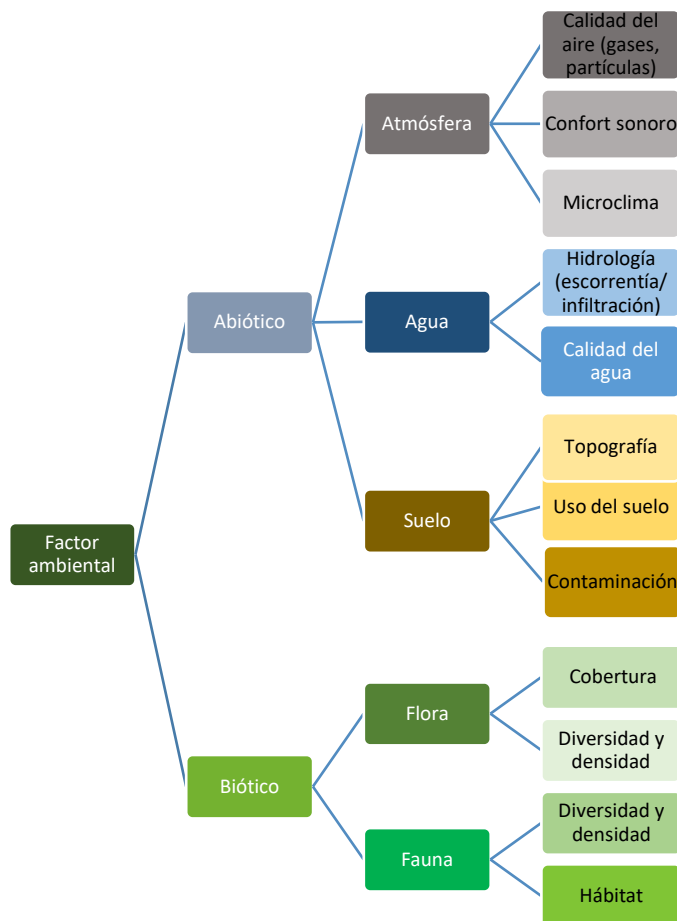 Calidad del
aire (gases,
partículas)
Atmósfera
Confort sonoro
Microclima
Hidrología
(escorrentía/
infiltración)
Abiótico
Agua
Calidad del
agua
Topografía
Suelo
Uso del suelo
Contaminación
Factor
ambiental
Cobertura
Flora
Diversidad y
densidad
Biótico
Diversidad y
densidad
Fauna
Hábitat